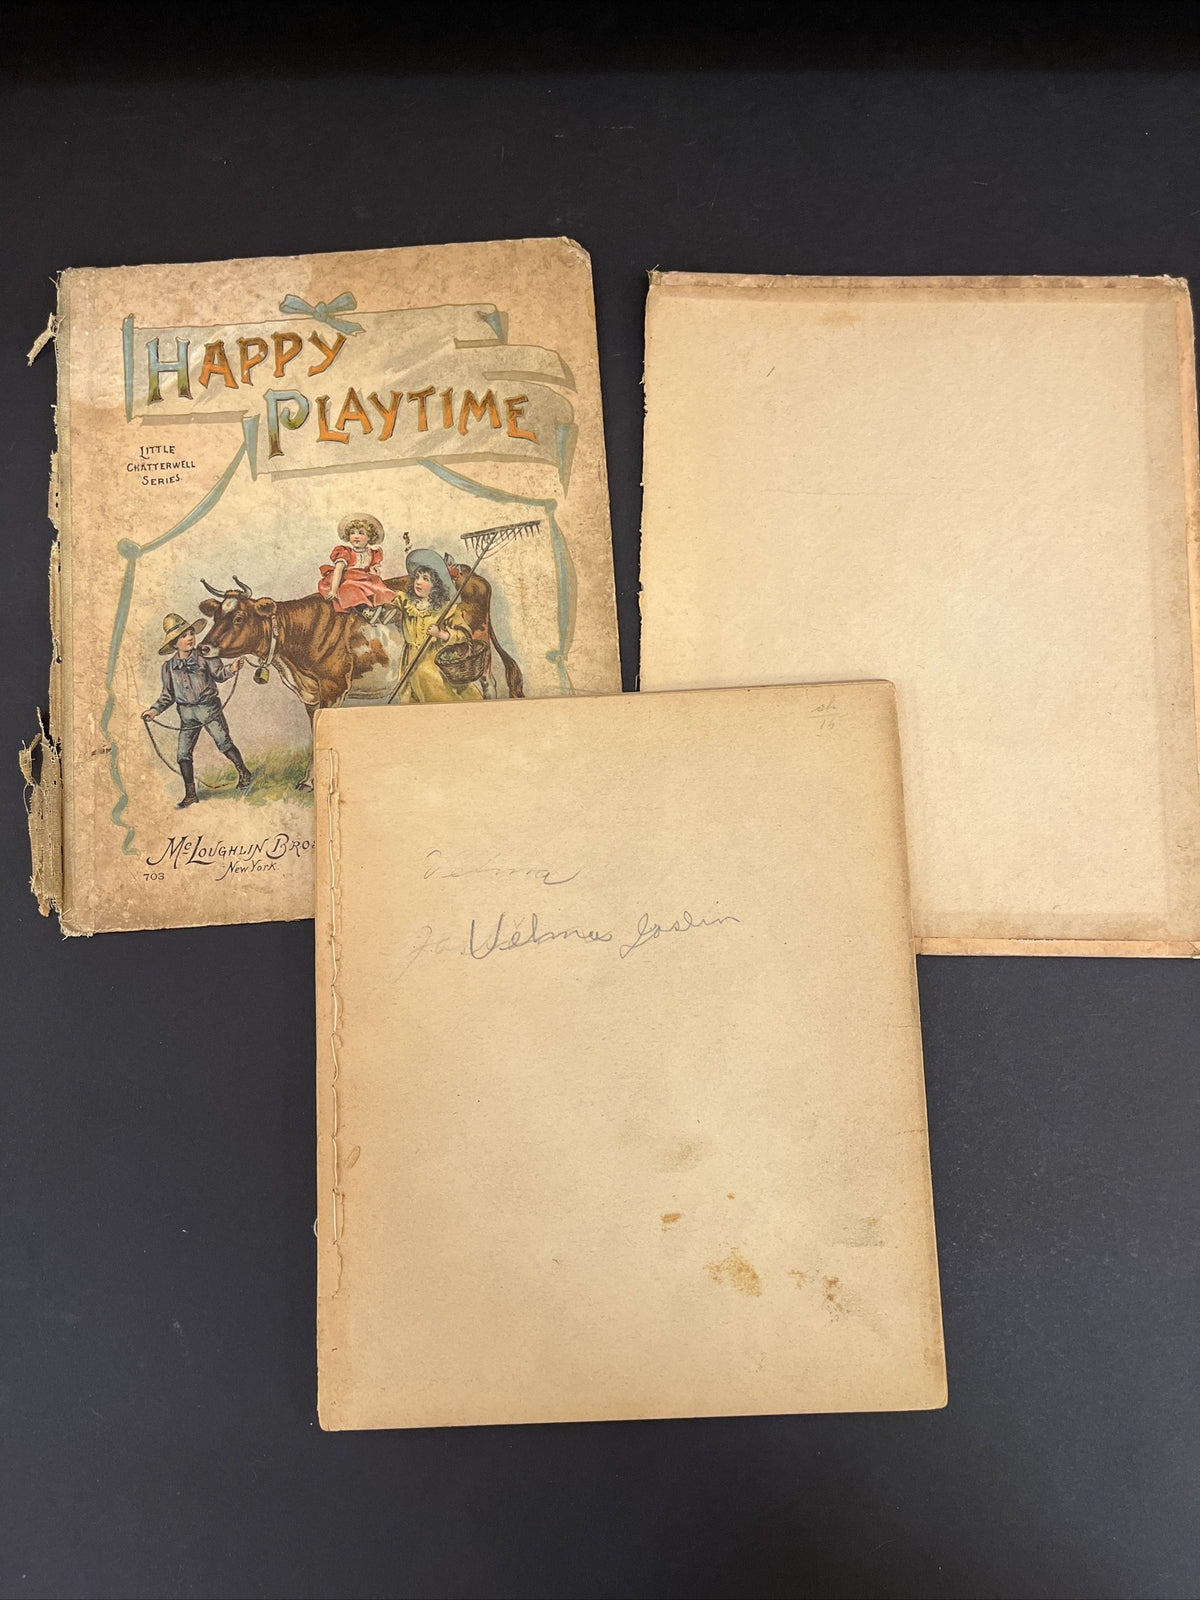 HAPPY
PLAYTIME
LITTLE
CHATTERWELL
SERIES.
McLOUGHLIN BRO
New York.
703
Velma
Velma Joslin